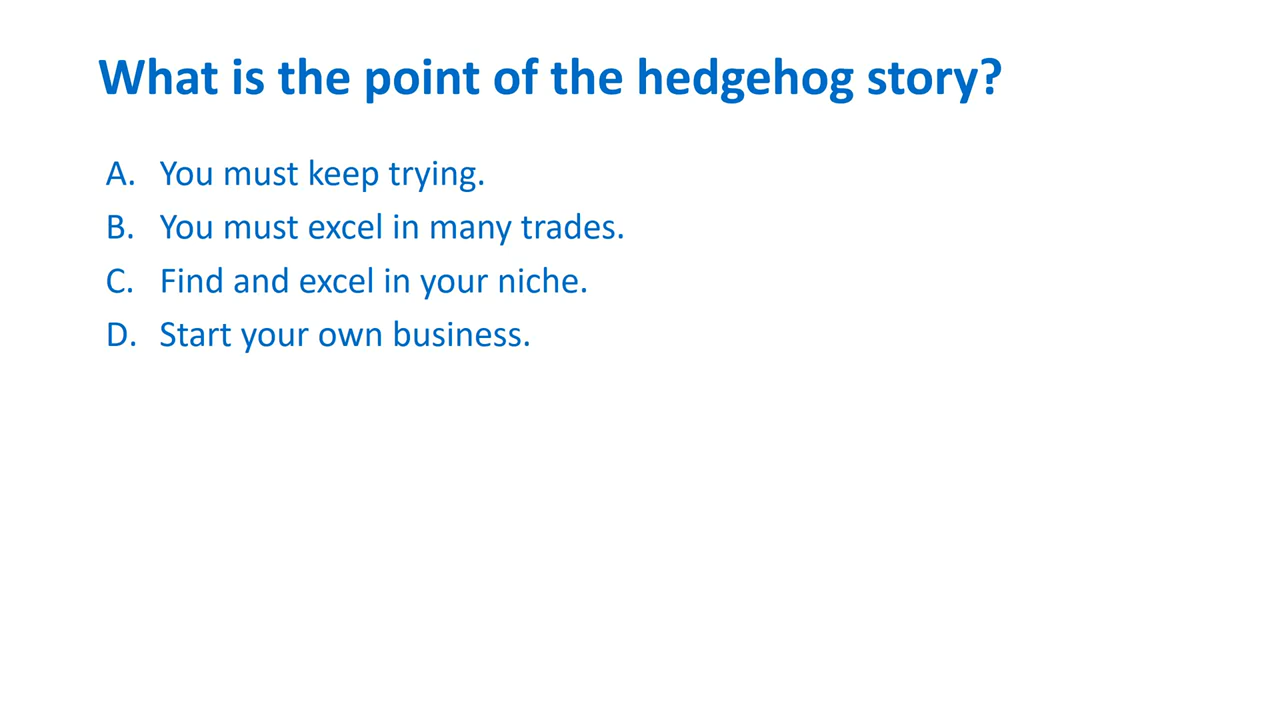 What is the point of the hedgehog story?
A. You must keep trying.
B. You must excel in many trades.
C. Find and excel in your niche.
D. Start your own business.